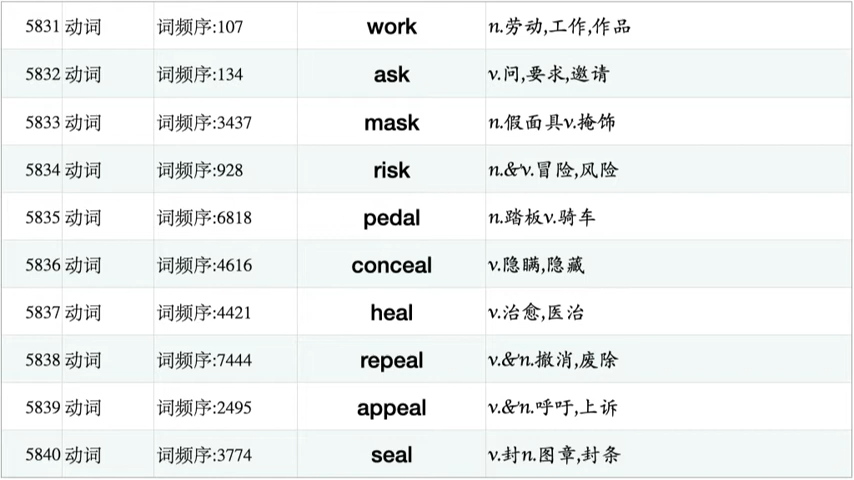 5831 动词 词频序:107 work n.劳动,工作,作品
5832 动词 词频序:134 ask v.问,要求,邀请
5833 动词 词频序:3437 mask n.假面具v.掩饰
5834 动词 词频序:928 risk n.&v.冒险,风险
5835 动词 词频序:6818 pedal n.踏板v.骑车
5836 动词 词频序:4616 conceal v.隐瞒,隐藏
5837 动词 词频序:4421 heal v.治愈,医治
5838 动词 词频序:7444 repeal v.&n.撤消,废除
5839 动词 词频序:2495 appeal v.&n.呼吁,上诉
5840 动词 词频序:3774 seal v.封n.图章,封条